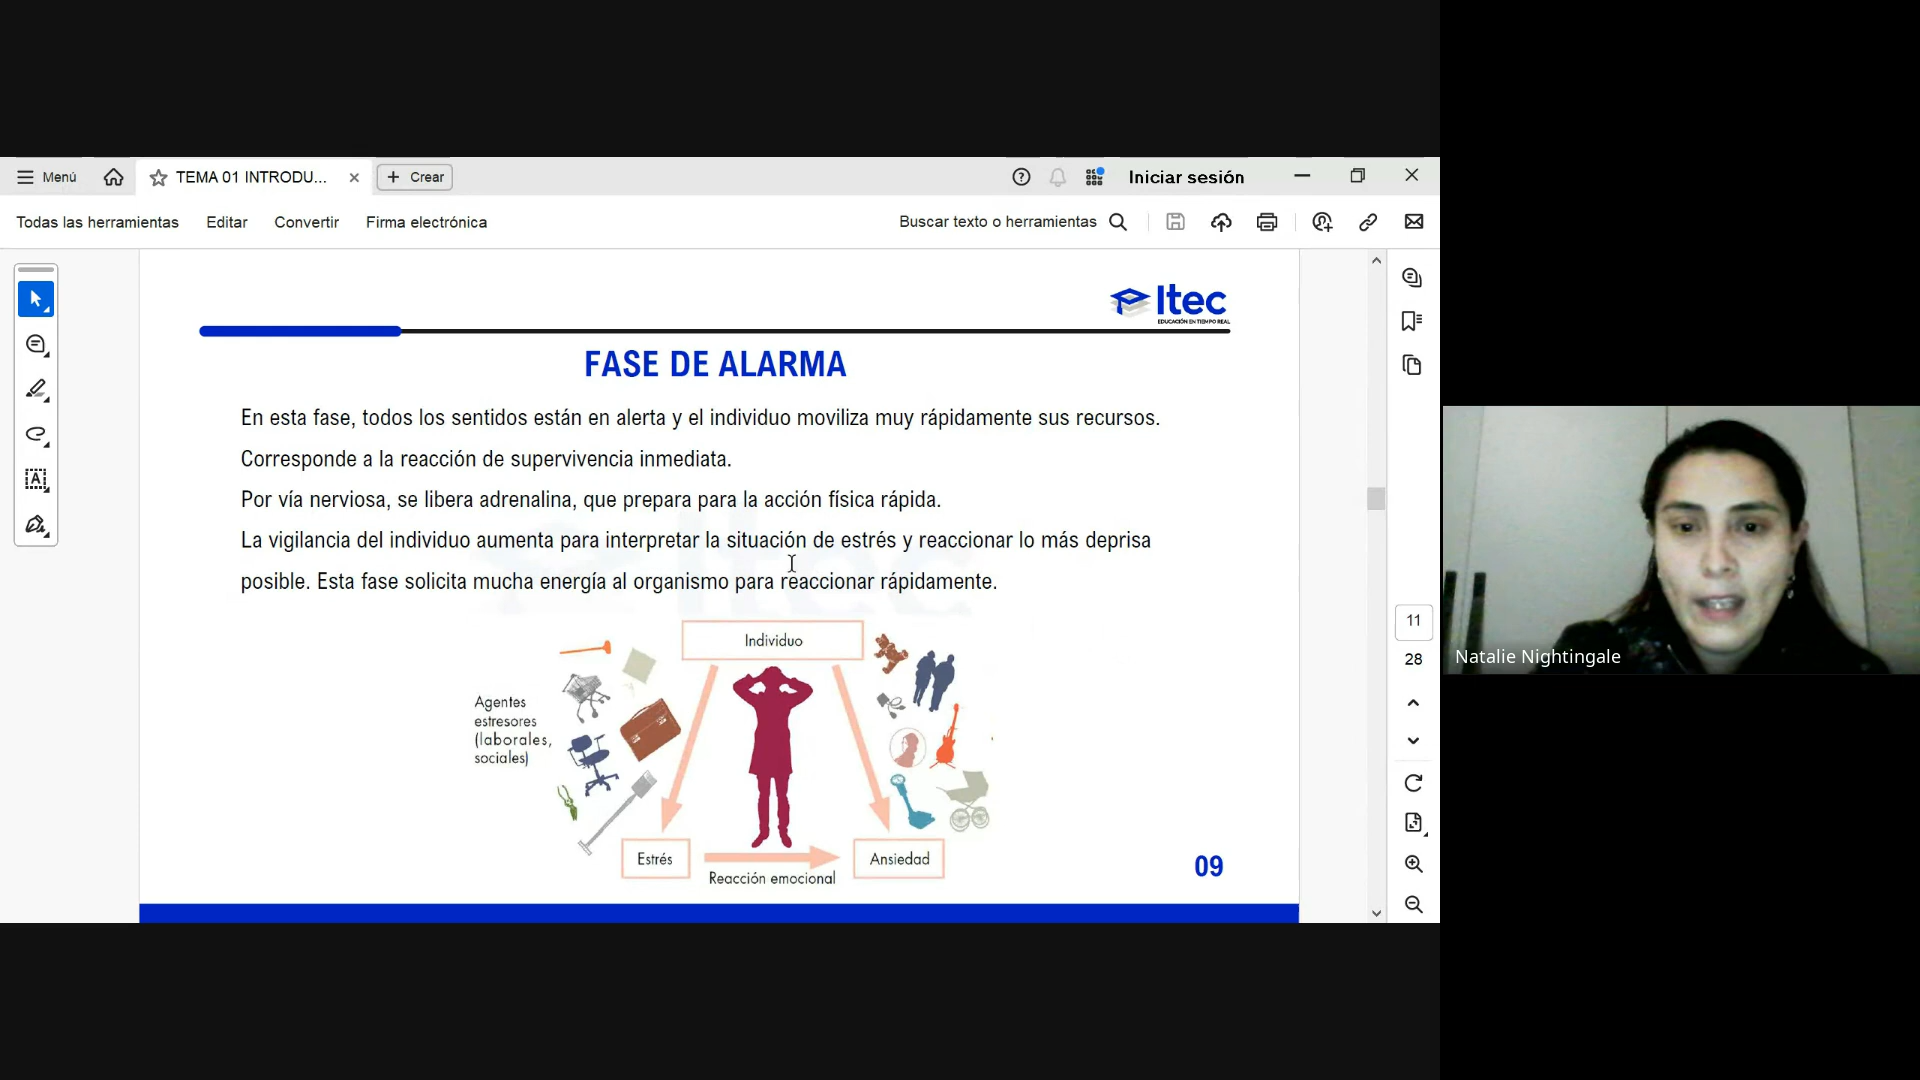 Menú
TEMA 01 INTRODU...
Crear
Iniciar sesión
Todas las herramientas
Editar
Convertir
Firma electrónica
Buscar texto o herramientas
Itec
EDUCACIÓN EN TIEMPO REAL
FASE DE ALARMA
En esta fase, todos los sentidos están en alerta y el individuo moviliza muy rápidamente sus recursos.
Corresponde a la reacción de supervivencia inmediata.
Por vía nerviosa, se libera adrenalina, que prepara para la acción física rápida.
La vigilancia del individuo aumenta para interpretar la situación de estrés y reaccionar lo más deprisa
posible. Esta fase solicita mucha energía al organismo para reaccionar rápidamente.
Individuo
Agentes
estresores
(laborales,
sociales)
Estrés
Reacción emocional
Ansiedad
09
11
28
Natalie Nightingale